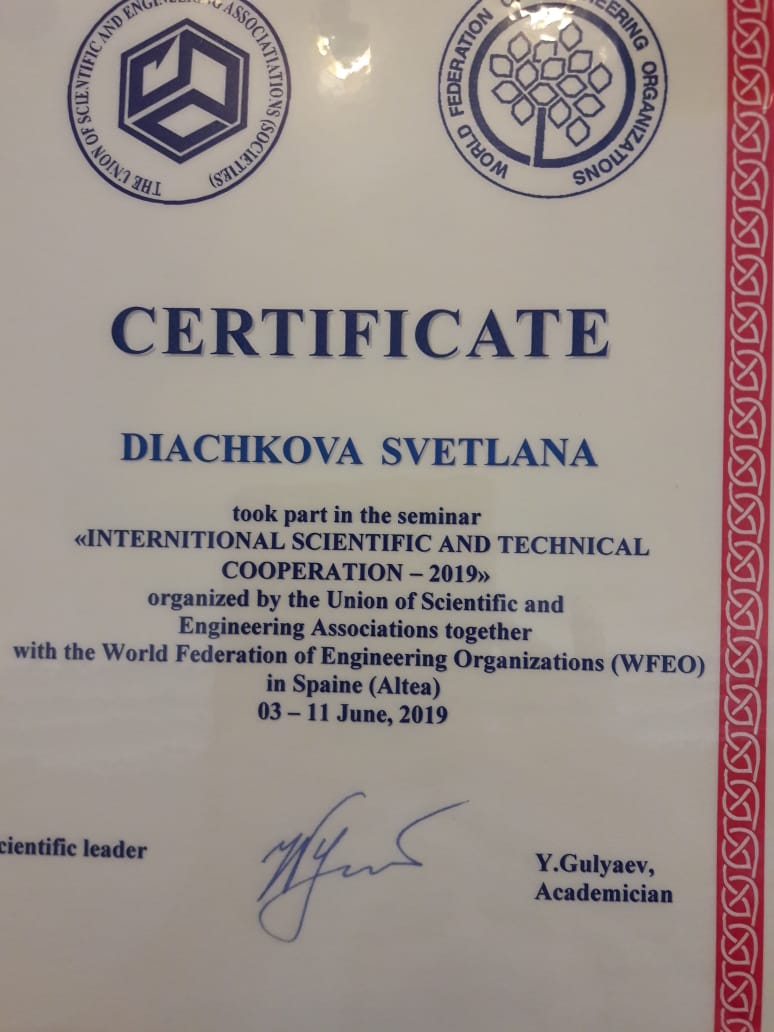 THE UNION OF SCIENTIFIC AND ENGINEERING ASSOCIATIATIONS (SOCIETIES)
WORLD FEDERATION ENGINEERING ORGANIZATIONS
CERTIFICATE
DIACHKOVA SVETLANA
took part in the seminar
«INTERNITIONAL SCIENTIFIC AND TECHNICAL
COOPERATION – 2019»
organized by the Union of Scientific and
Engineering Associations together
with the World Federation of Engineering Organizations (WFEO)
in Spaine (Altea)
03 – 11 June, 2019
cientific leader
Y.Gulyaev,
Academician